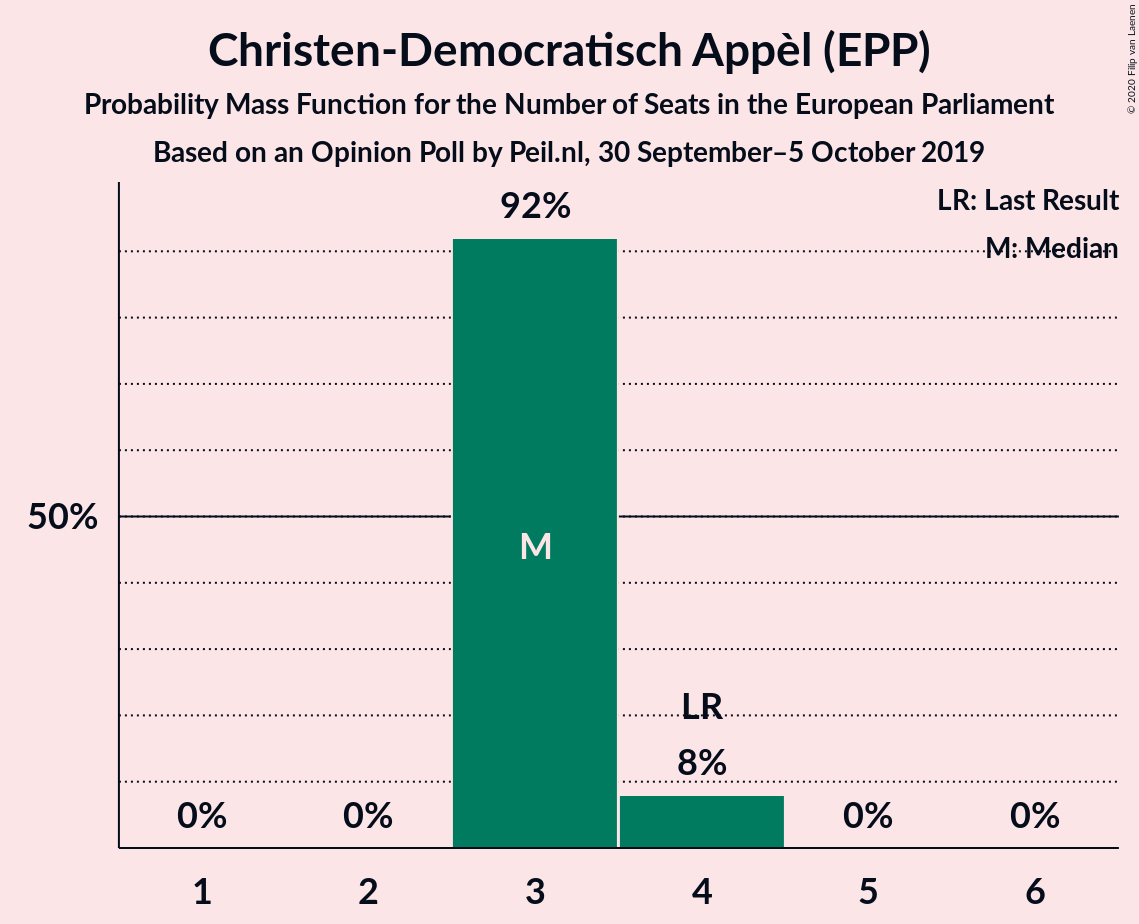 Christen-Democratisch Appèl (EPP)
Probability Mass Function for the Number of Seats in the European Parliament
Based on an Opinion Poll by Peil.nl, 30 September–5 October 2019
© 2020 Filip van Laenen
LR: Last Result
M: Median
92%
50%
M
LR
8%
0%
0%
0%
0%
1
2
3
4
5
6